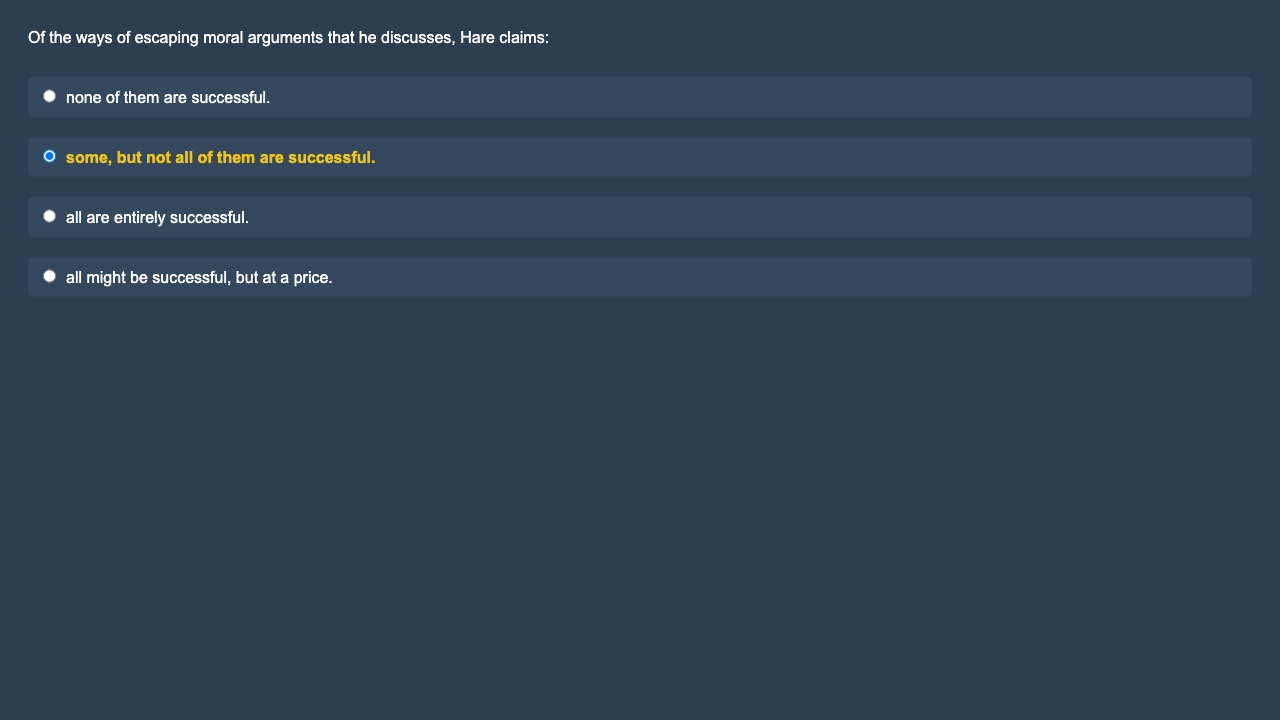 Of the ways of escaping moral arguments that he discusses, Hare claims:
none of them are successful.
some, but not all of them are successful.
all are entirely successful.
all might be successful, but at a price.